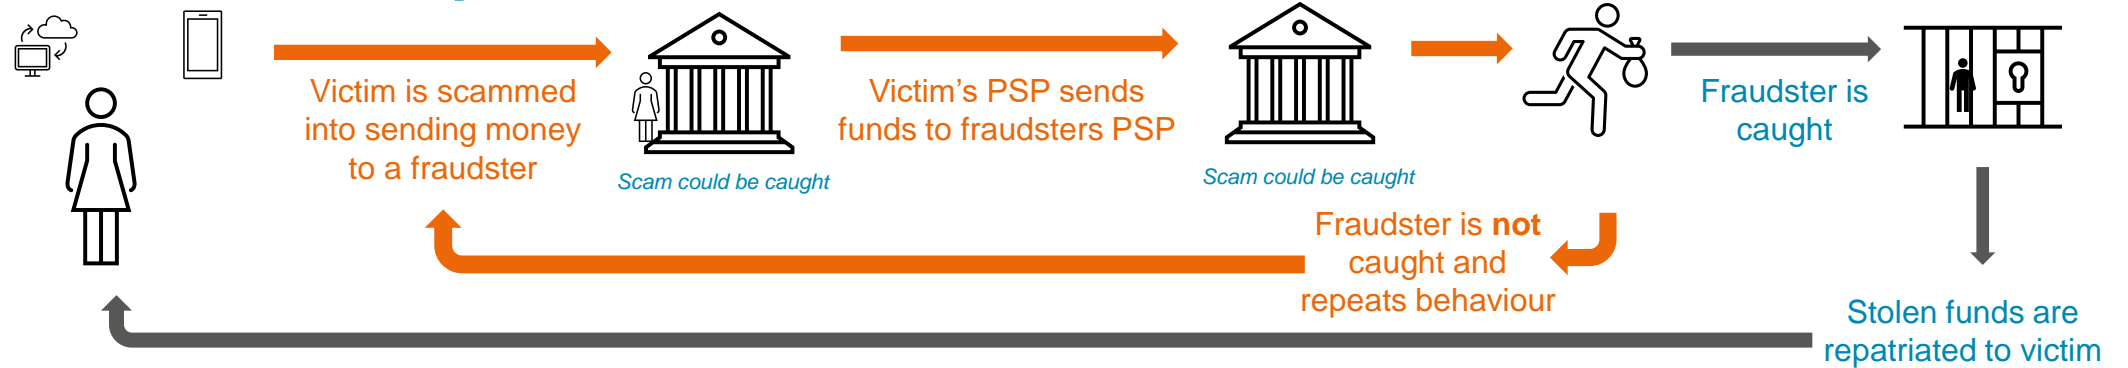 Victim is scammed
into sending money
to a fraudster
Scam could be caught
Victim's PSP sends
funds to fraudsters PSP
Scam could be caught
Fraudster is
caught
Fraudster is not
caught and
repeats behaviour
Stolen funds are
repatriated to victim